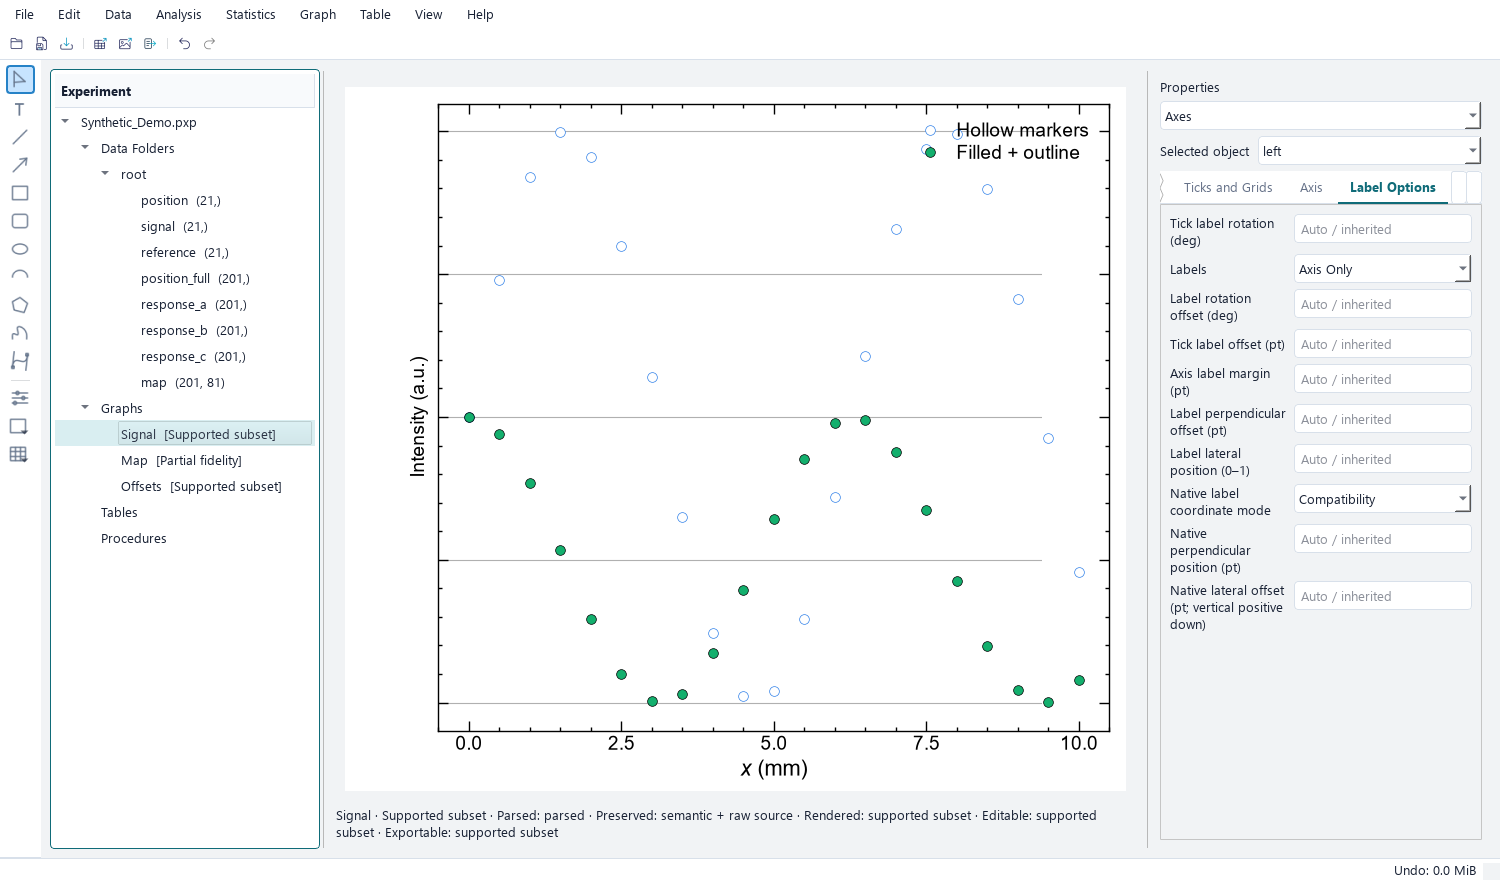 File Edit Data Analysis Statistics Graph Table View Help
T
Experiment
Synthetic_Demo.pxp
Data Folders
root
position (21,)
signal (21,)
reference (21,)
position_full (201,)
response_a (201,)
response_b (201,)
response_c (201,)
map (201, 81)
Graphs
Signal [Supported subset]
Map [Partial fidelity]
Offsets [Supported subset]
Tables
Procedures
Hollow markers
Filled + outline
Intensity (a.u.)
0.0 2.5 5.0 7.5 10.0
x (mm)
Signal · Supported subset · Parsed: parsed · Preserved: semantic + raw source · Rendered: supported subset · Editable: supported
subset · Exportable: supported subset
Properties
Axes
Selected object left
Ticks and Grids Axis Label Options
Tick label rotation
(deg)
Auto / inherited
Labels Axis Only
Label rotation
offset (deg)
Auto / inherited
Tick label offset (pt) Auto / inherited
Axis label margin
(pt)
Auto / inherited
Label perpendicular
offset (pt)
Auto / inherited
Label lateral
position (0–1)
Auto / inherited
Native label
coordinate mode
Compatibility
Native
perpendicular
position (pt)
Auto / inherited
Native lateral offset
(pt; vertical positive
down)
Auto / inherited
Undo: 0.0 MiB